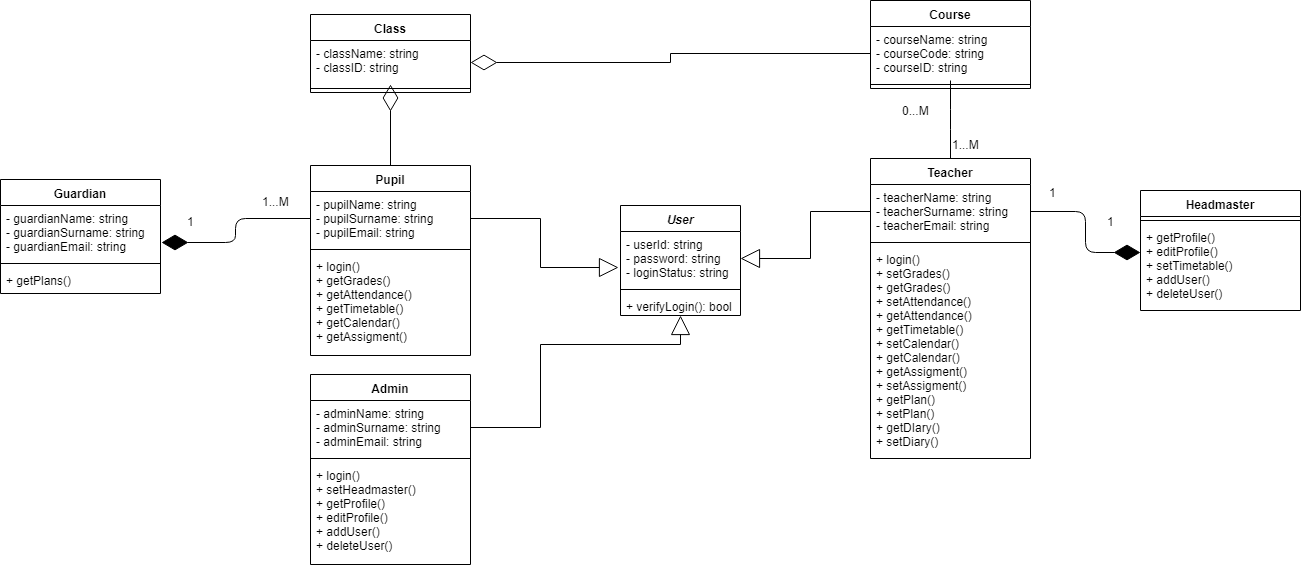 Class
- className: string
- classID: string
Course
- courseName: string
- courseCode: string
- courseID: string
0...M
1...M
Guardian
- guardianName: string
- guardianSurname: string
- guardianEmail: string
+ getPlans()
1
1...M
Pupil
- pupilName: string
- pupilSurname: string
- pupilEmail: string
+ login()
+ getGrades()
+ getAttendance()
+ getTimetable()
+ getCalendar()
+ getAssigment()
User
- userId: string
- password: string
- loginStatus: string
+ verifyLogin(): bool
Teacher
- teacherName: string
- teacherSurname: string
- teacherEmail: string
+ login()
+ setGrades()
+ getGrades()
+ setAttendance()
+ getAttendance()
+ getTimetable()
+ setCalendar()
+ getCalendar()
+ getAssigment()
+ setAssigment()
+ getPlan()
+ setPlan()
+ getDIary()
+ setDiary()
1
1
Headmaster
+ getProfile()
+ editProfile()
+ setTimetable()
+ addUser()
+ deleteUser()
Admin
- adminName: string
- adminSurname: string
- adminEmail: string
+ login()
+ setHeadmaster()
+ getProfile()
+ editProfile()
+ addUser()
+ deleteUser()